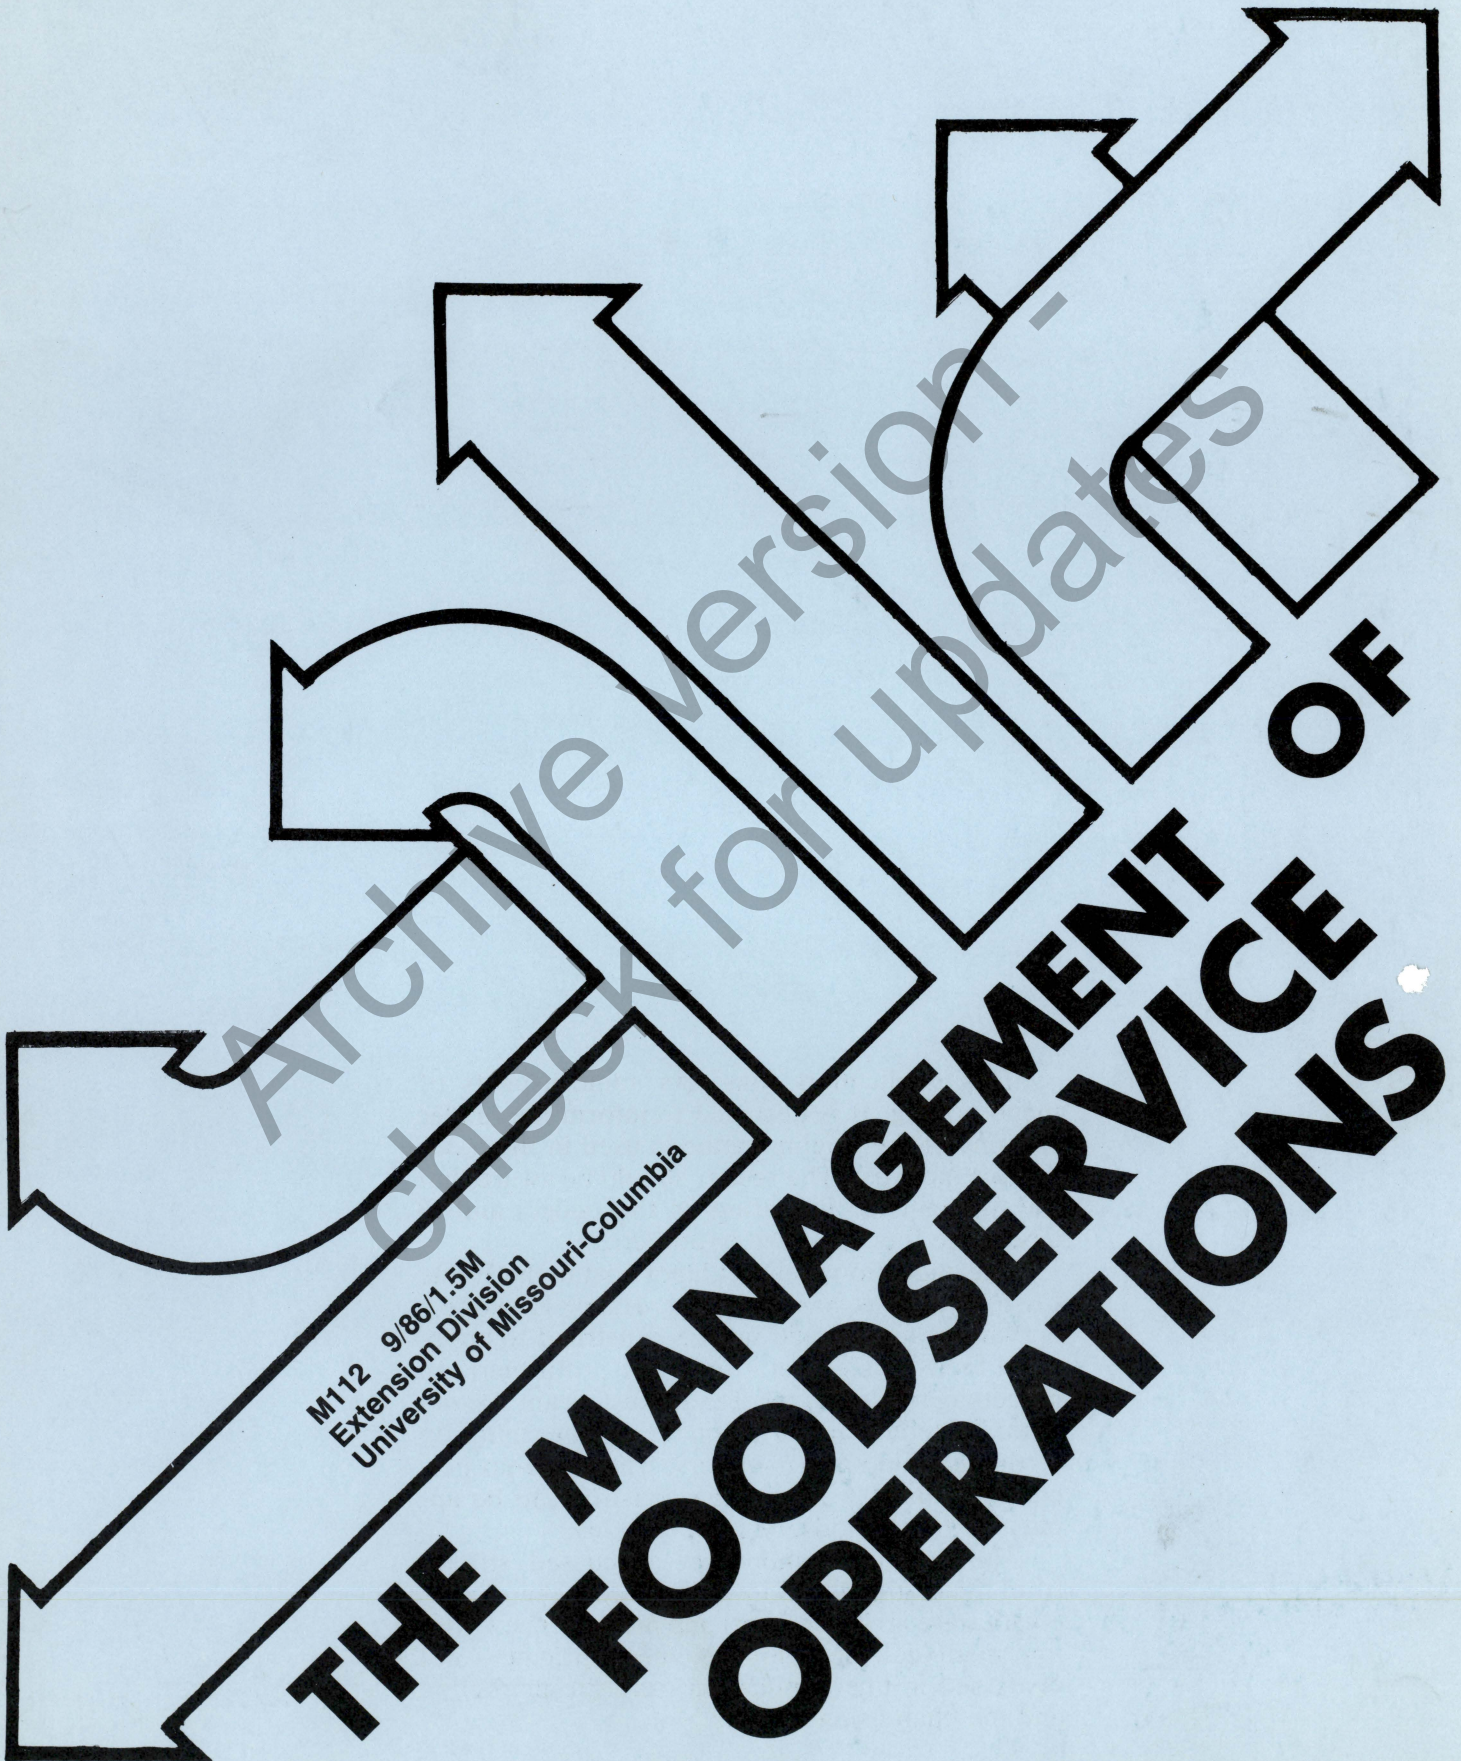 THE MANAGEMENT OF
FOODSERVICE
OPERATIONS
M112 9/86/1.5M
Extension Division
University of Missouri-Columbia
Archive version -
check for updates